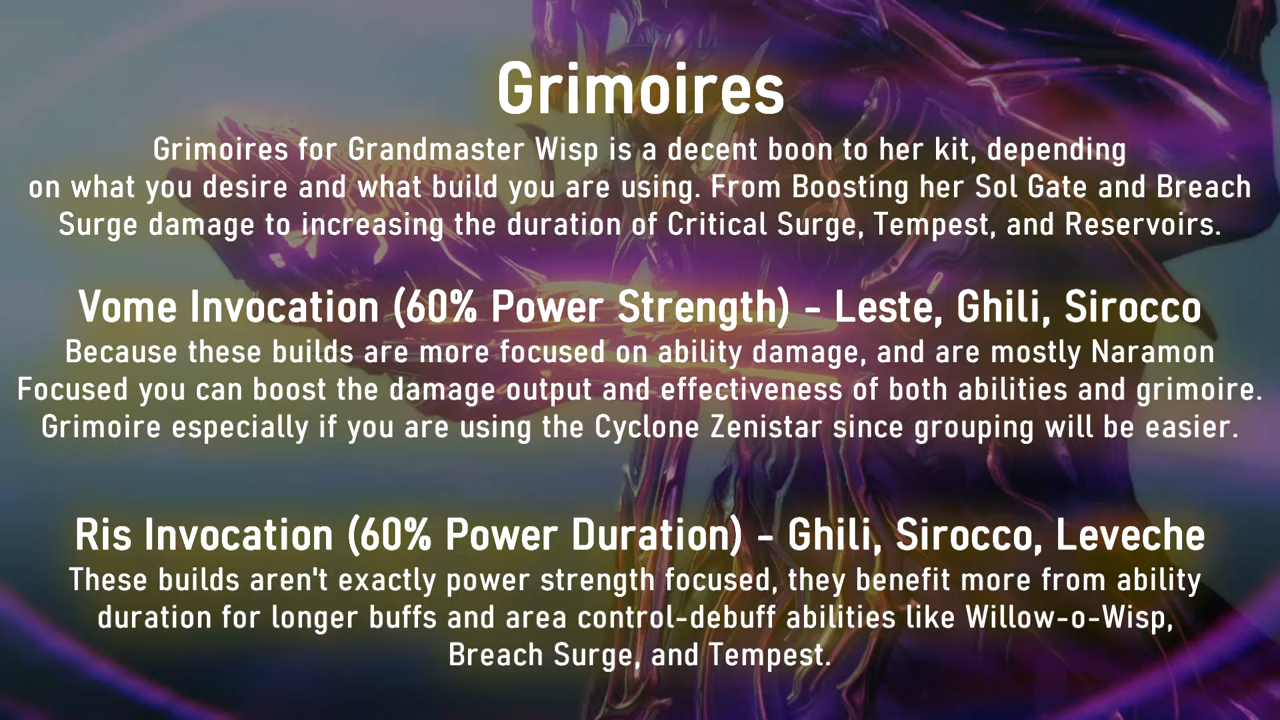 Grimoires
Grimoires for Grandmaster Wisp is a decent boon to her kit, depending
on what you desire and what build you are using. From Boosting her Sol Gate and Breach
Surge damage to increasing the duration of Critical Surge, Tempest, and Reservoirs.
Vome Invocation (60% Power Strength) - Leste, Ghili, Sirocco
Because these builds are more focused on ability damage, and are mostly Naramon
Focused you can boost the damage output and effectiveness of both abilities and grimoire.
Grimoire especially if you are using the Cyclone Zenistar since grouping will be easier.
Ris Invocation (60% Power Duration) - Ghili, Sirocco, Leveche
These builds aren't exactly power strength focused, they benefit more from ability
duration for longer buffs and area control-debuff abilities like Willow-o-Wisp,
Breach Surge, and Tempest.